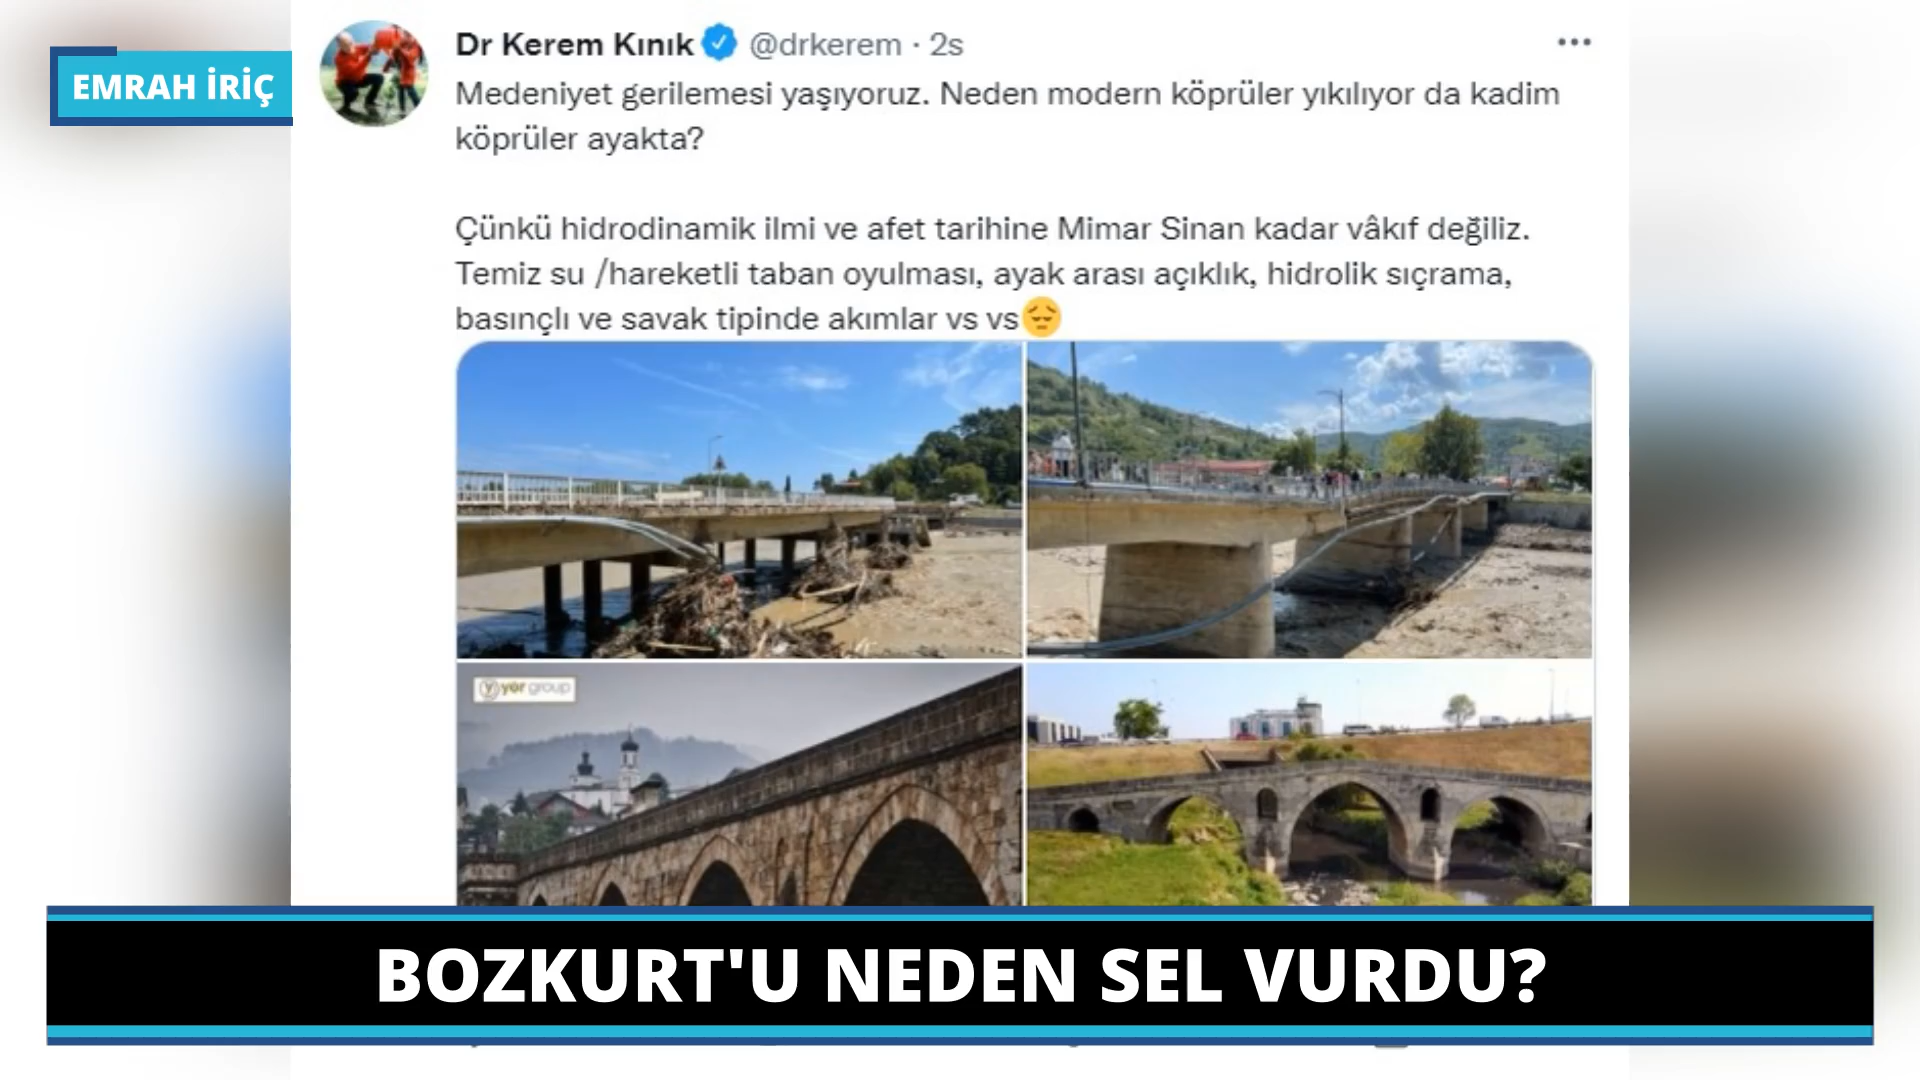 EMRAH İRİÇ
Dr Kerem Kınık @drkerem · 2s
Medeniyet gerilemesi yaşıyoruz. Neden modern köprüler yıkılıyor da kadim
köprüler ayakta?
Çünkü hidrodinamik ilmi ve afet tarihine Mimar Sinan kadar vâkıf değiliz.
Temiz su /hareketli taban oyulması, ayak arası açıklık, hidrolik sıçrama,
basınçlı ve savak tipinde akımlar vs vs😔
yör group
BOZKURT'U NEDEN SEL VURDU?